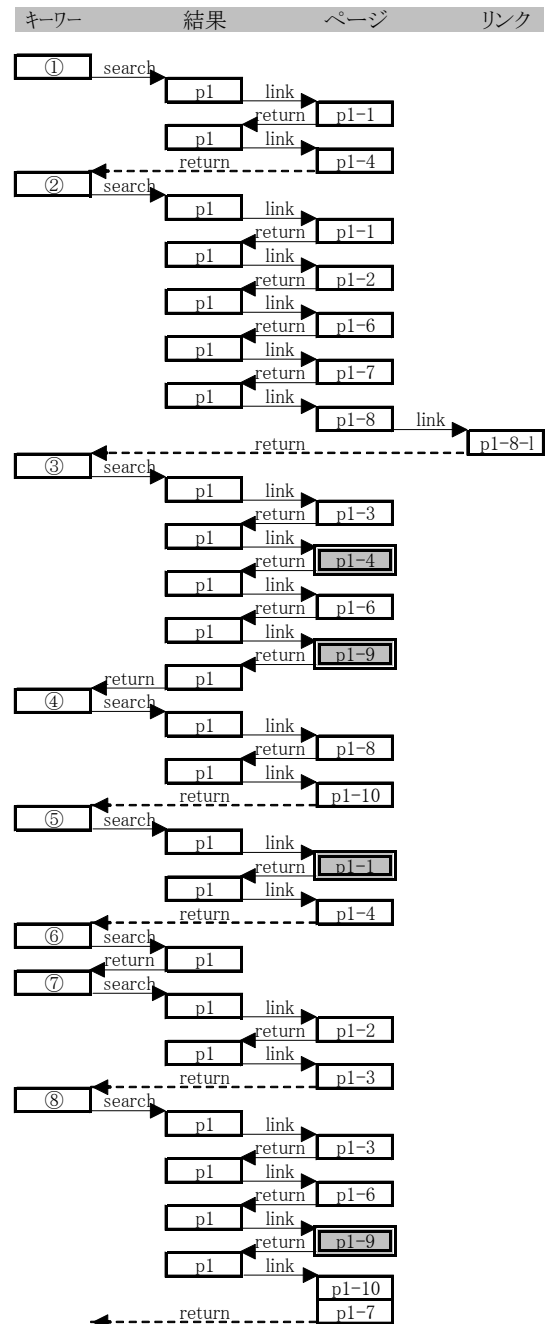 キーワー 結果 ページ リンク
① search
p1 link
return p1-1
p1 link
return p1-4
② search
p1 link
return p1-1
p1 link
return p1-2
p1 link
return p1-6
p1 link
return p1-7
p1 link
p1-8 link
return p1-8-l
③ search
p1 link
return p1-3
p1 link
return p1-4
p1 link
return p1-6
p1 link
return p1-9
return p1
④ search
p1 link
return p1-8
p1 link
return p1-10
⑤ search
p1 link
return p1-1
p1 link
return p1-4
⑥ search
return p1
⑦ search
p1 link
return p1-2
p1 link
return p1-3
⑧ search
p1 link
return p1-3
p1 link
return p1-6
p1 link
return p1-9
p1 link
p1-10
return p1-7